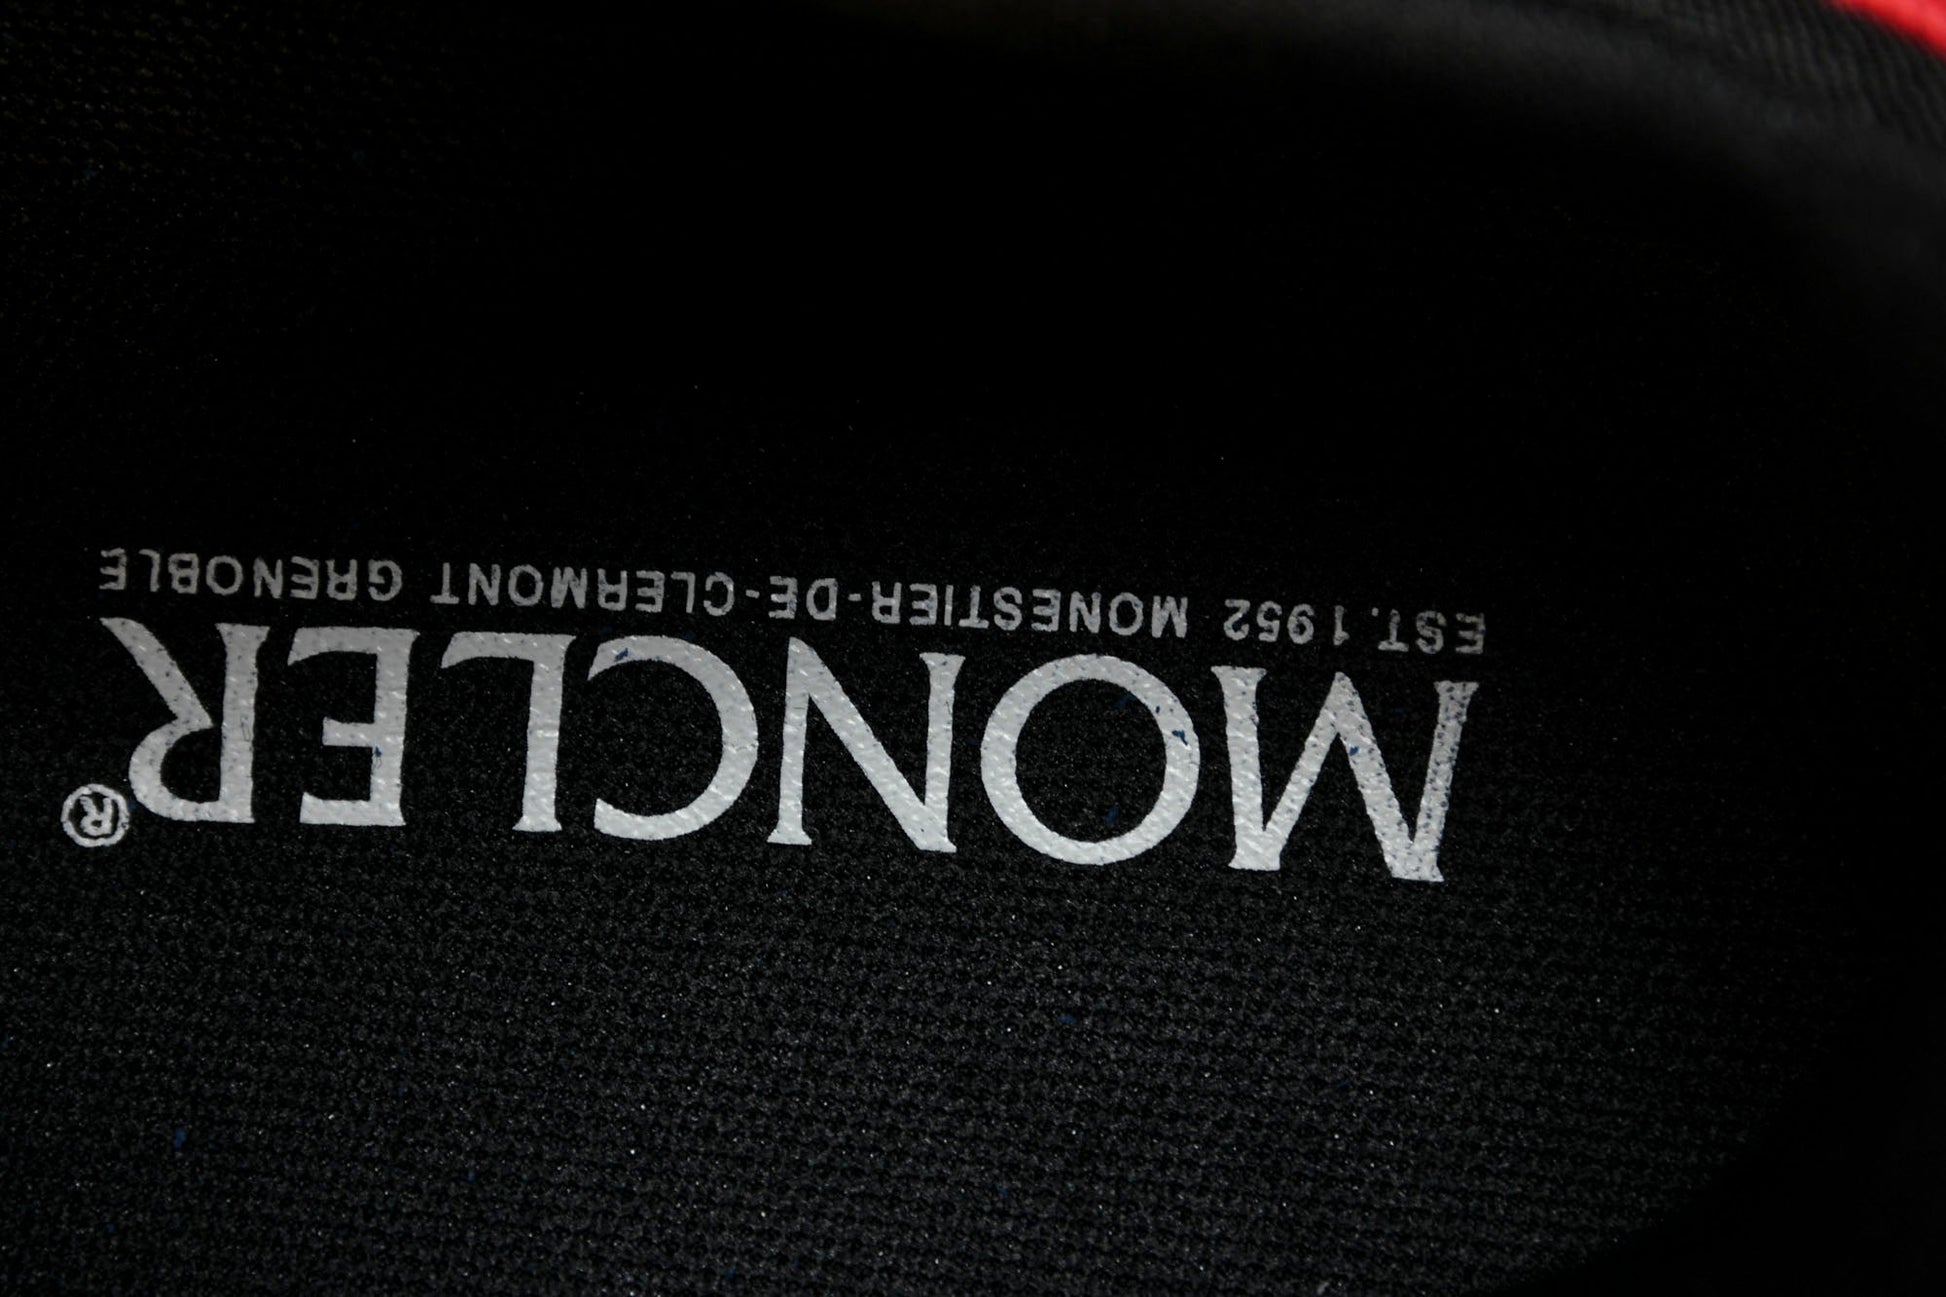 MONCLER®
EST.1952 MONESTIER-DE-CLERMONT GRENOBLE